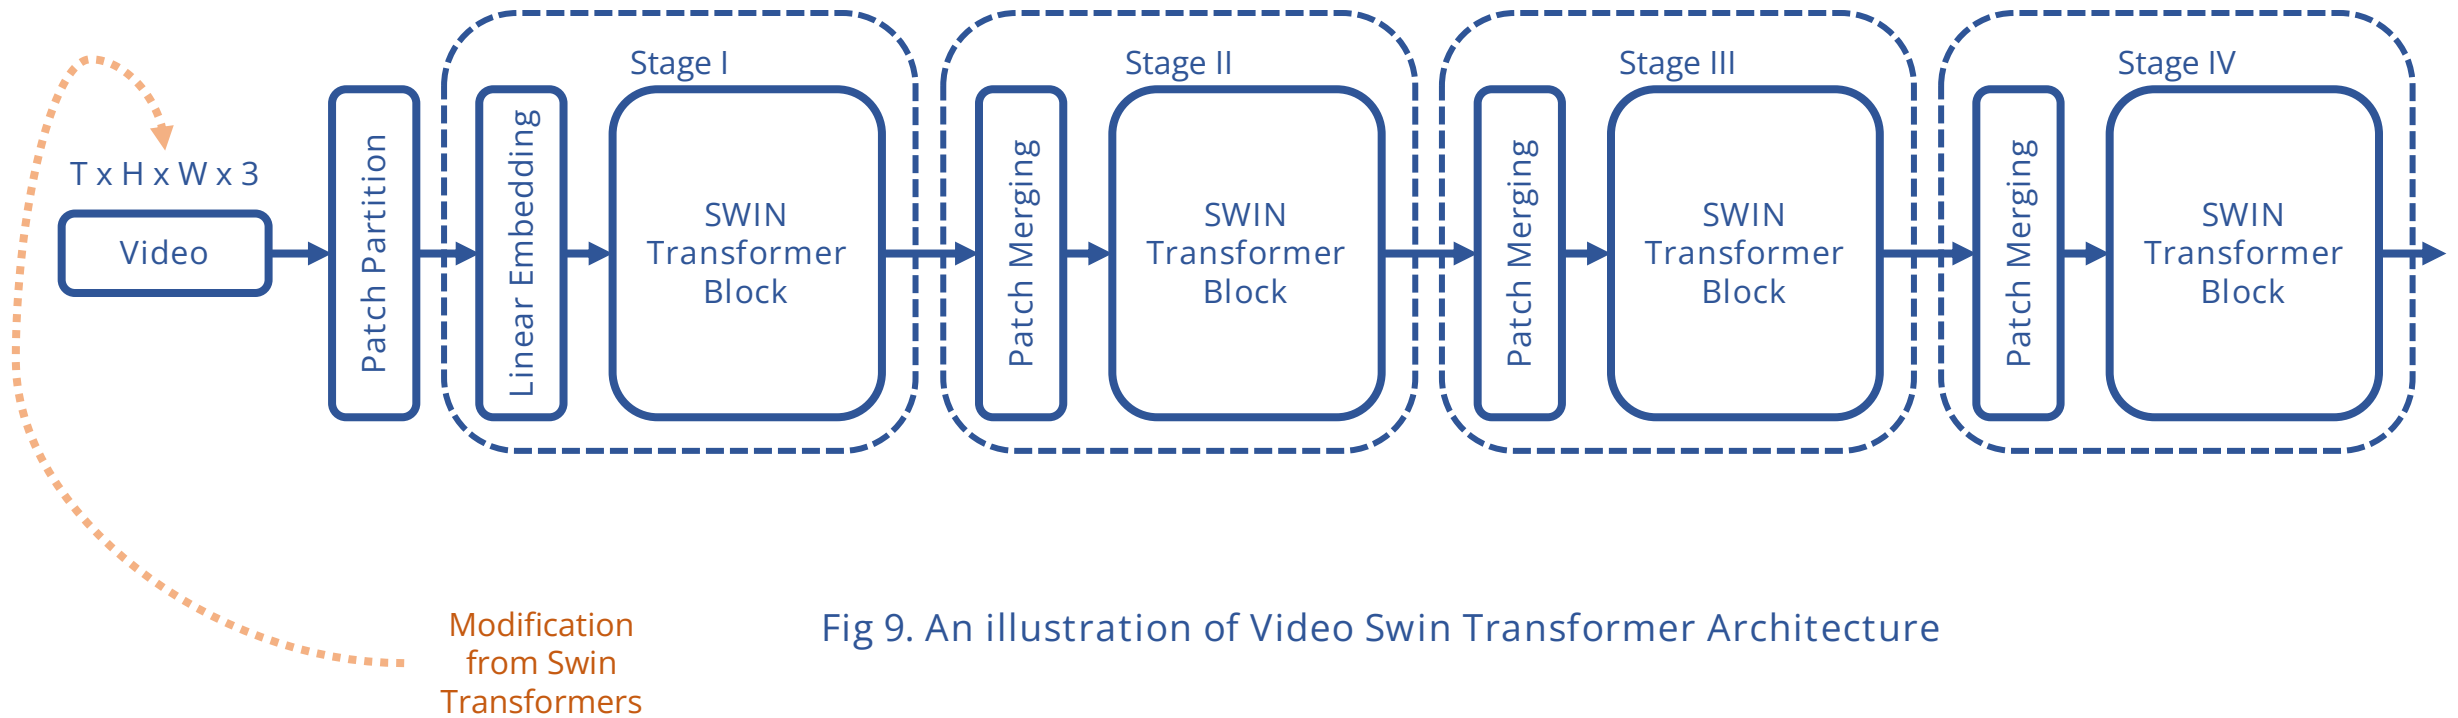 Stage I
Stage II
Stage III
Stage IV
T x H x W x 3
Video
Patch Partition
Linear Embedding
SWIN
Transformer
Block
Patch Merging
SWIN
Transformer
Block
Patch Merging
SWIN
Transformer
Block
Patch Merging
SWIN
Transformer
Block
Modification
from Swin
Transformers
Fig 9. An illustration of Video Swin Transformer Architecture